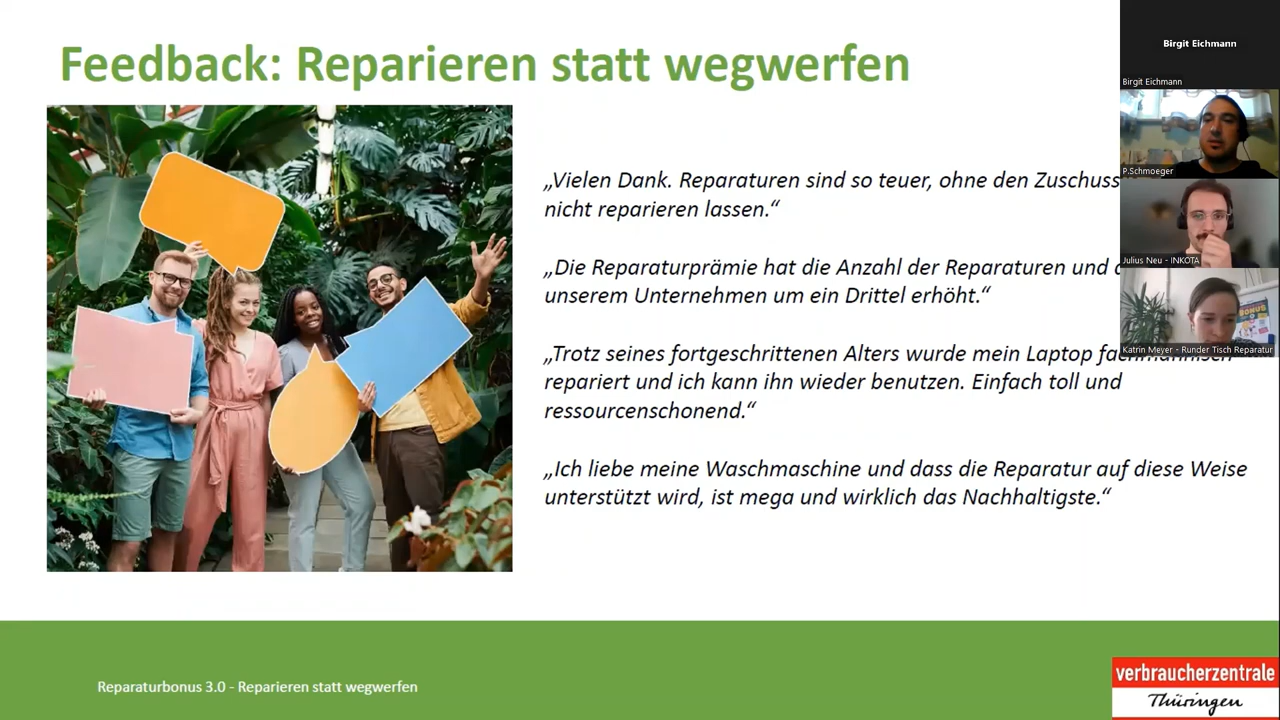 Feedback: Reparieren statt wegwerfen
„Vielen Dank. Reparaturen sind so teuer, ohne den Zuschuss
nicht reparieren lassen.“
„Die Reparaturprämie hat die Anzahl der Reparaturen und
unserem Unternehmen um ein Drittel erhöht.“
„Trotz seines fortgeschrittenen Alters wurde mein Laptop
repariert und ich kann ihn wieder benutzen. Einfach toll und
ressourcenschonend.“
„Ich liebe meine Waschmaschine und dass die Reparatur auf diese Weise
unterstützt wird, ist mega und wirklich das Nachhaltigste.“
Reparaturbonus 3.0 - Reparieren statt wegwerfen
verbraucherzentrale
Thüringen
Birgit Eichmann
Birgit Eichmann
P.Schmoeger
Julius Neu - INKOTA
BONUS
Katrin Meyer - Runder Tisch Reparatur